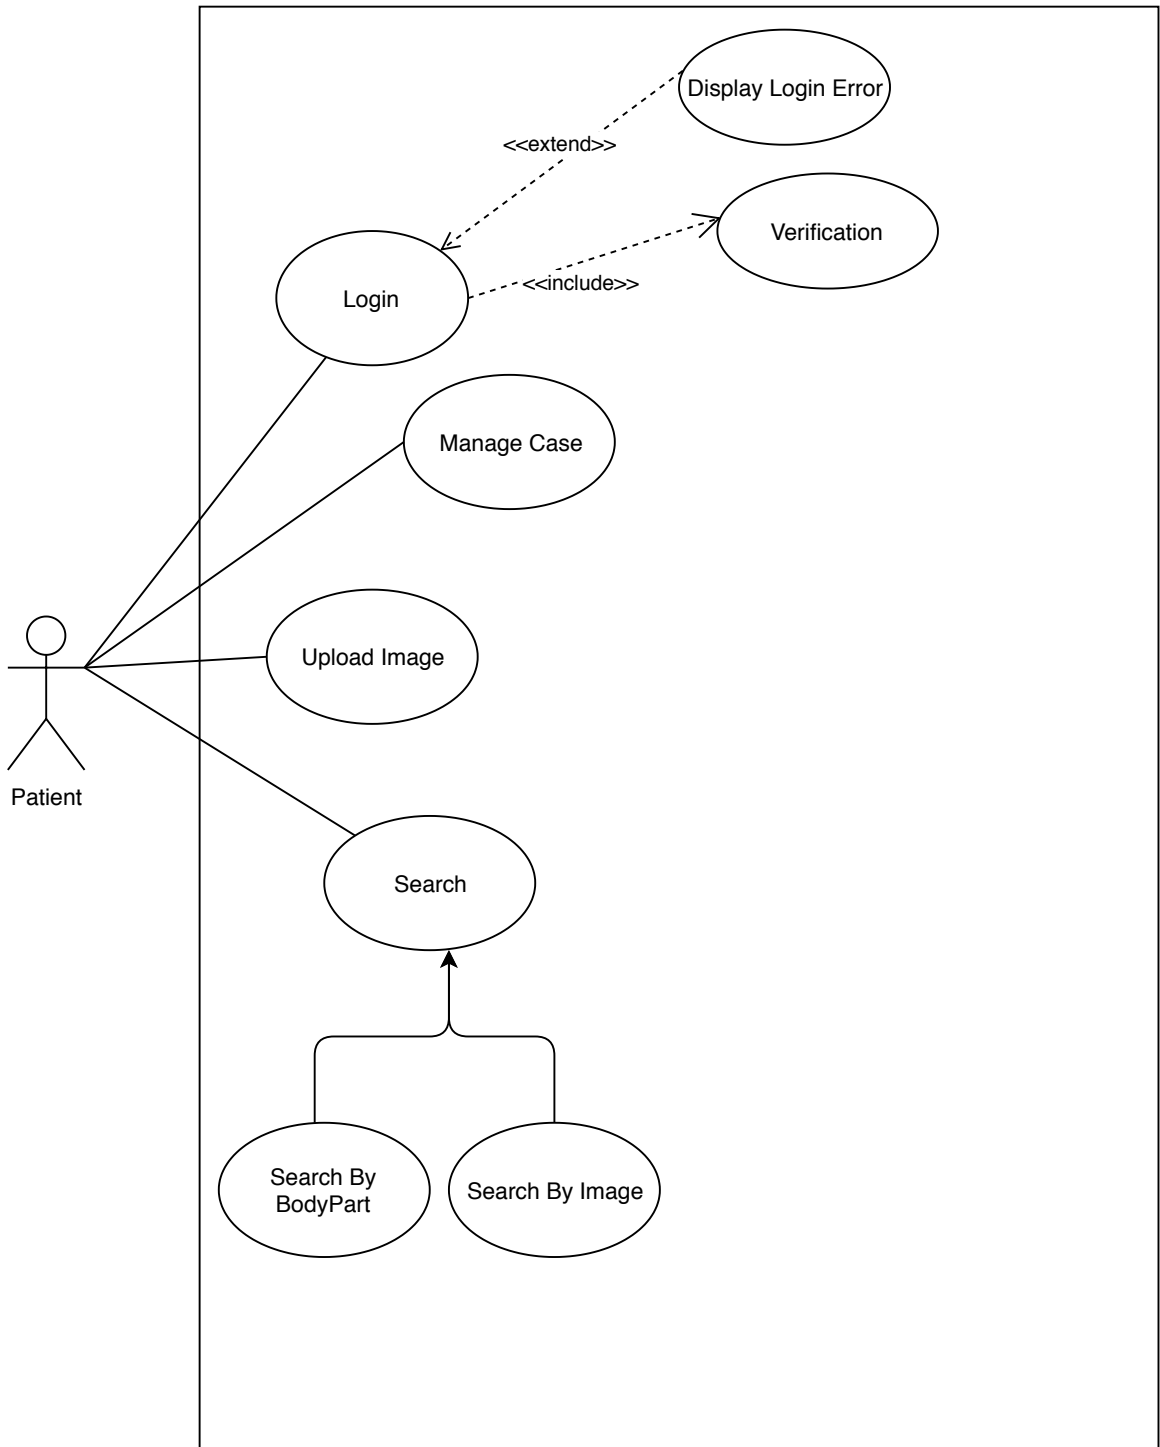 Display Login Error
<<extend>>
Verification
<<include>>
Login
Manage Case
Upload Image
Patient
Search
Search By
BodyPart
Search By Image